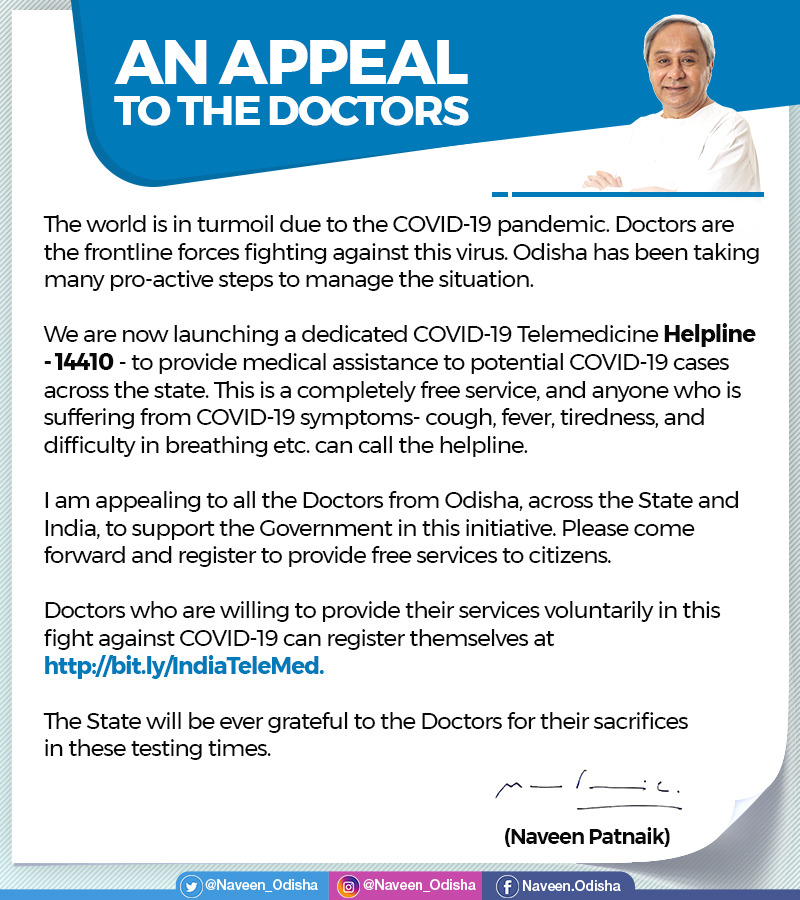 AN APPEAL
TO THE DOCTORS
The world is in turmoil due to the COVID-19 pandemic. Doctors are
the frontline forces fighting against this virus. Odisha has been taking
many pro-active steps to manage the situation.
We are now launching a dedicated COVID-19 Telemedicine Helpline
- 14410 - to provide medical assistance to potential COVID-19 cases
across the state. This is a completely free service, and anyone who is
suffering from COVID-19 symptoms- cough, fever, tiredness, and
difficulty in breathing etc. can call the helpline.
I am appealing to all the Doctors from Odisha, across the State and
India, to support the Government in this initiative. Please come
forward and register to provide free services to citizens.
Doctors who are willing to provide their services voluntarily in this
fight against COVID-19 can register themselves at
http://bit.ly/IndiaTeleMed.
The State will be ever grateful to the Doctors for their sacrifices
in these testing times.
(Naveen Patnaik)
@Naveen_Odisha @Naveen_Odisha Naveen.Odisha